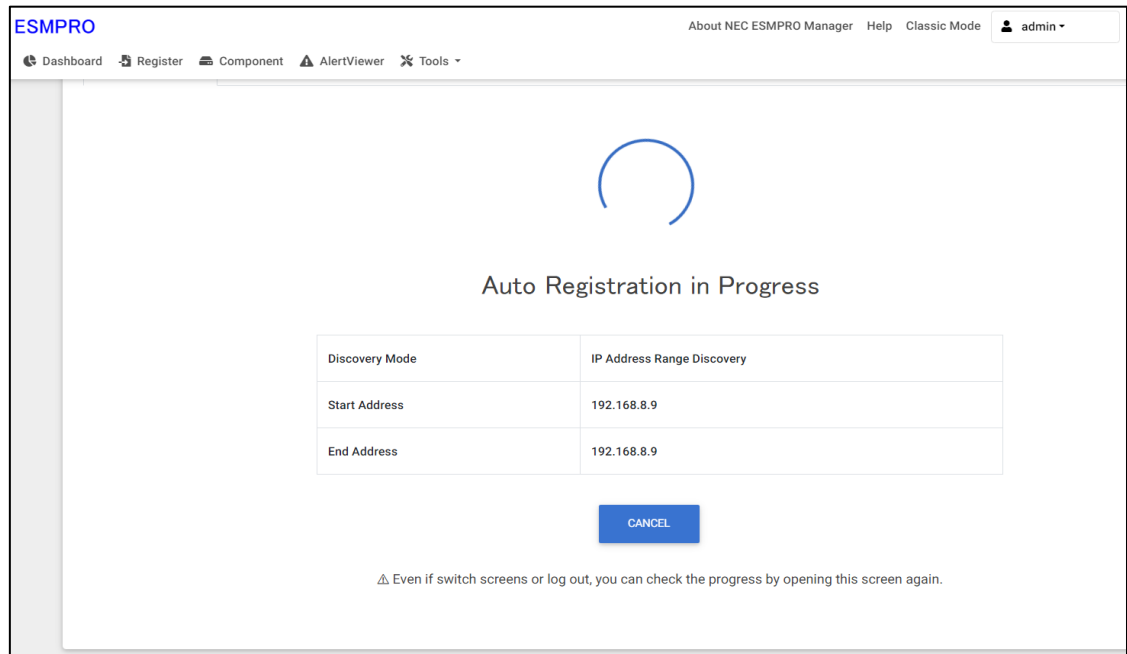 ESMPRO
About NEC ESMPRO Manager Help Classic Mode admin
Dashboard Register Component AlertViewer Tools
Auto Registration in Progress
Discovery Mode IP Address Range Discovery
Start Address 192.168.8.9
End Address 192.168.8.9
CANCEL
⚠ Even if switch screens or log out, you can check the progress by opening this screen again.